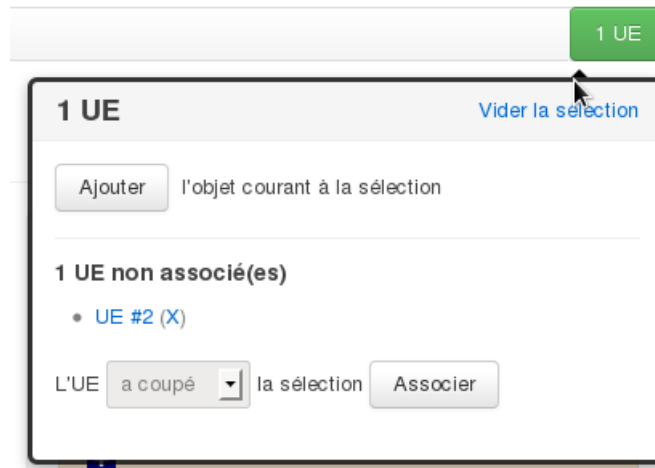 1 UE
1 UE Vider la sélection
Ajouter l'objet courant à la sélection
1 UE non associé(es)
UE #2 (X)
L'UE a coupé la sélection Associer